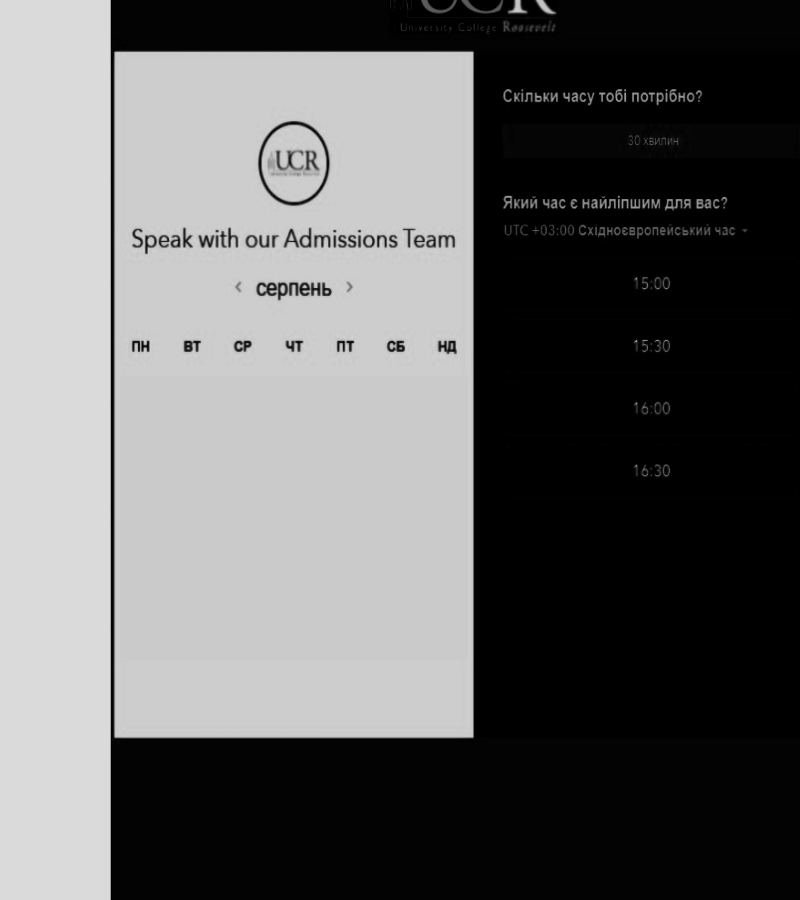 UCR
University College Roosevelt
UCR
Speak with our Admissions Team
серпень
ПН ВТ СР ЧТ ПТ СБ НД
Скільки часу тобі потрібно?
30 хвилин
Який час є найліпшим для вас?
UTC +03:00 Східноєвропейський час
15:00
15:30
16:00
16:30